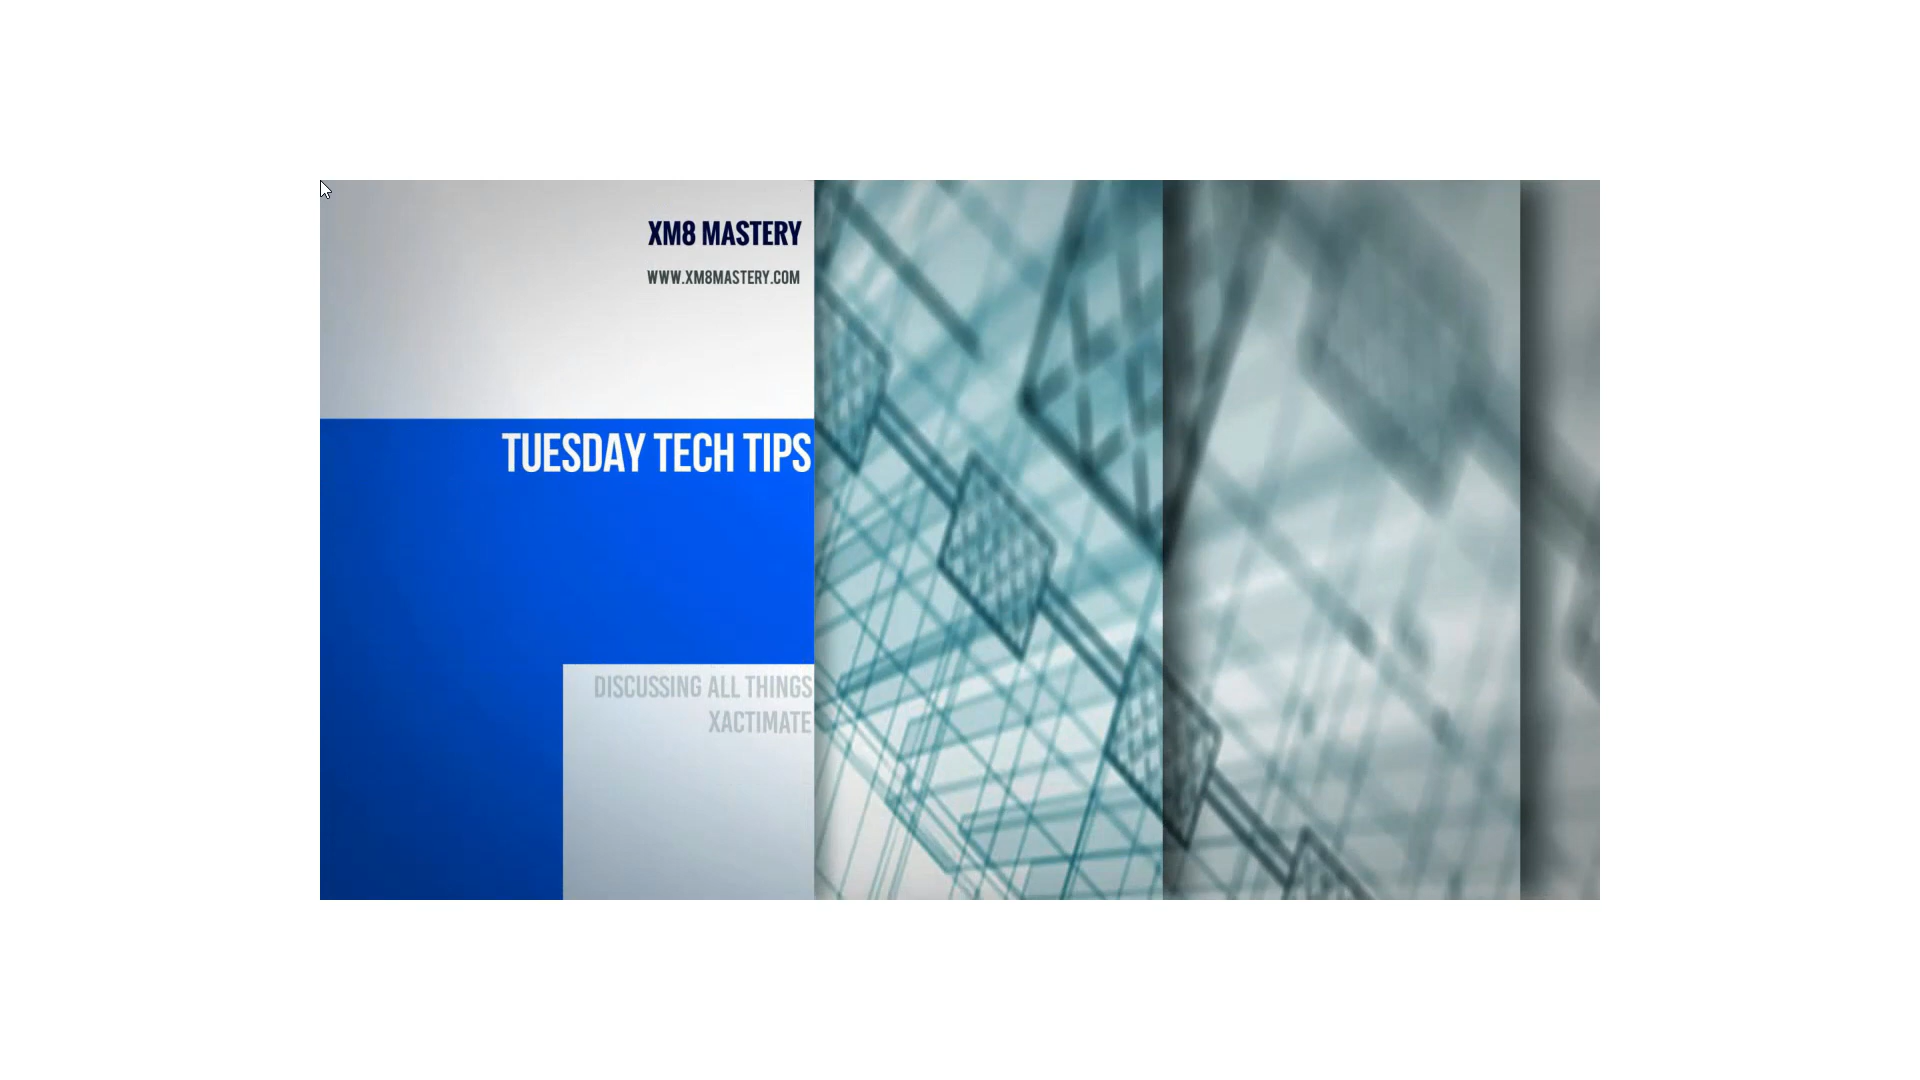 XM8 MASTERY
WWW.XM8MASTERY.COM
TUESDAY TECH TIPS
DISCUSSING ALL THINGS
XACTIMATE